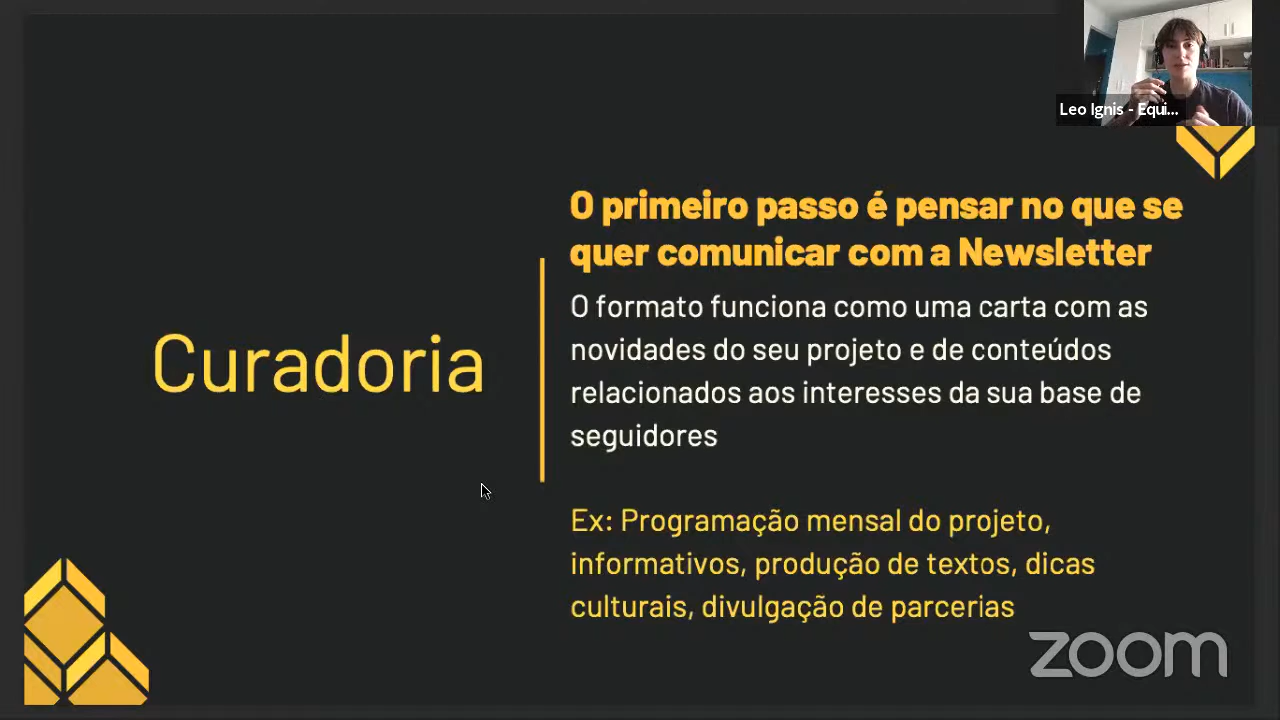 Leo Ignis - Equi...
O primeiro passo é pensar no que se
quer comunicar com a Newsletter
O formato funciona como uma carta com as
novidades do seu projeto e de conteúdos
relacionados aos interesses da sua base de
seguidores
Curadoria
Ex: Programação mensal do projeto,
informativos, produção de textos, dicas
culturais, divulgação de parcerias
zoom